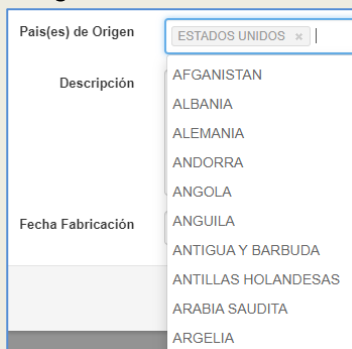 País(es) de Origen
ESTADOS UNIDOS ×
AFGANISTAN
Descripción
ALBANIA
ALEMANIA
ANDORRA
ANGOLA
Fecha Fabricación
ANGUILA
ANTIGUA Y BARBUDA
ANTILLAS HOLANDESAS
ARABIA SAUDITA
ARGELIA